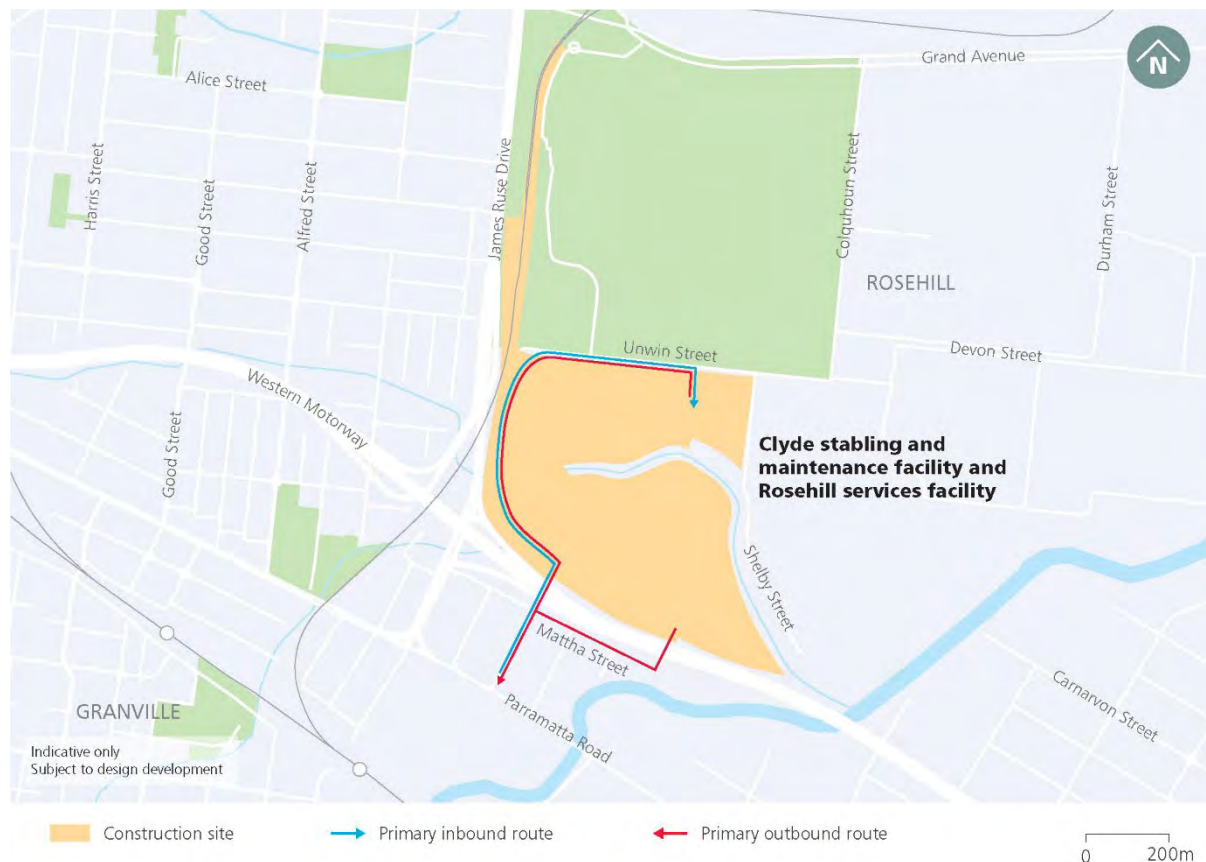 Grand Avenue
N
Alice Street
Harris Street
Good Street
Alfred Street
James Ruse Drive
Colquhoun Street
Durham Street
ROSEHILL
Unwin Street
Devon Street
Western Motorway
Good Street
Clyde stabling and
maintenance facility and
Rosehill services facility
Shelby Street
Mattha Street
Carnarvon Street
GRANVILLE
Parramatta Road
Indicative only
Subject to design development
Construction site
Primary inbound route
Primary outbound route
0 200m